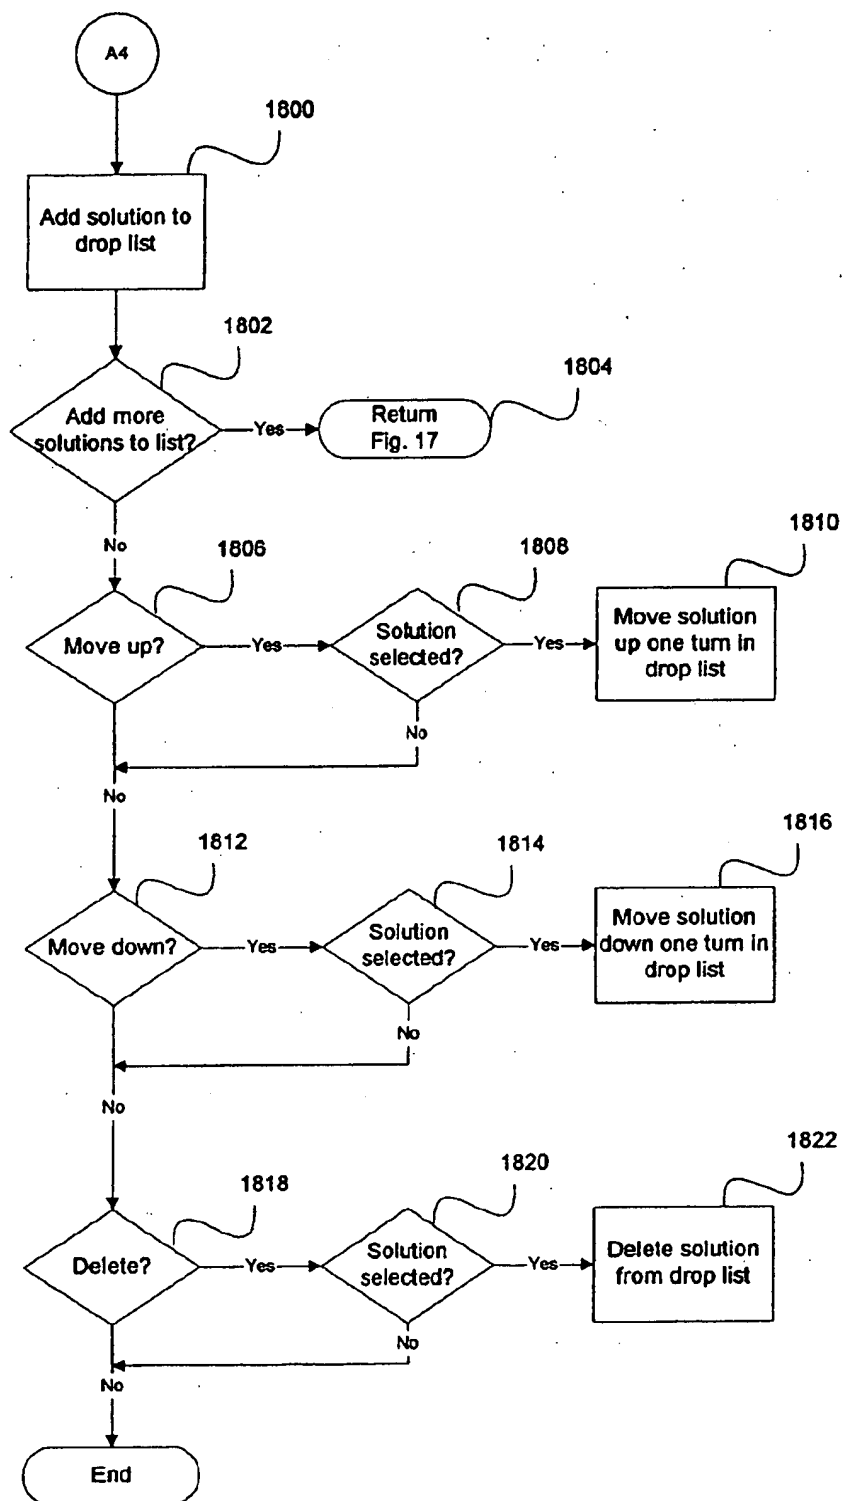 A4
1800
Add solution to
drop list
1802
Add more
solutions to list?
Yes
Return
Fig. 17
1804
No
1806
Move up?
Yes
1808
Solution
selected?
Yes
1810
Move solution
up one turn in
drop list
No
No
1812
Move down?
Yes
1814
Solution
selected?
Yes
1816
Move solution
down one turn in
drop list
No
No
1818
Delete?
Yes
1820
Solution
selected?
Yes
1822
Delete solution
from drop list
No
No
End